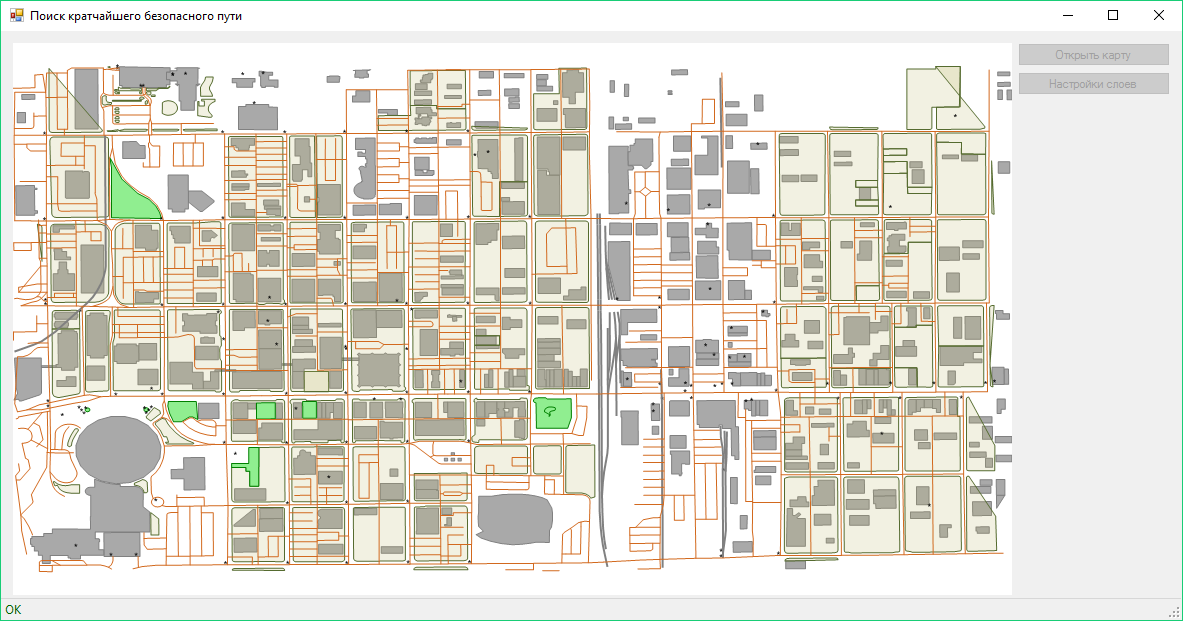 Поиск кратчайшего безопасного пути
Открыть карту
Настройки слоев
OK